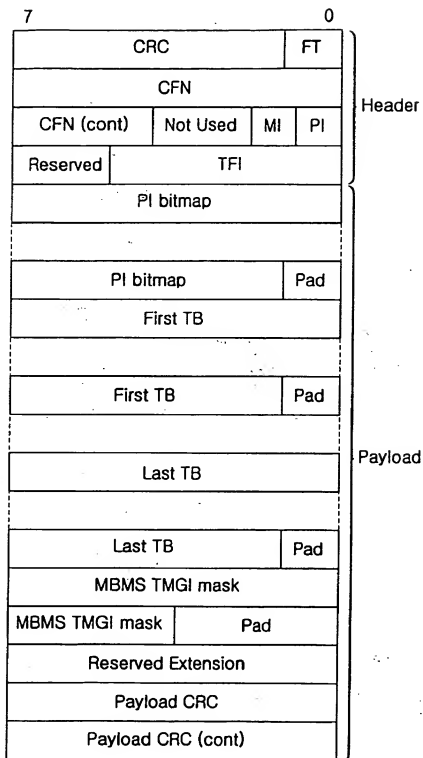 7 0
CRC FT
CFN
CFN (cont) Not Used MI PI
Header
Reserved TFI
PI bitmap
PI bitmap Pad
First TB
First TB Pad
Payload
Last TB
Last TB Pad
MBMS TMGI mask
MBMS TMGI mask Pad
Reserved Extension
Payload CRC
Payload CRC (cont)